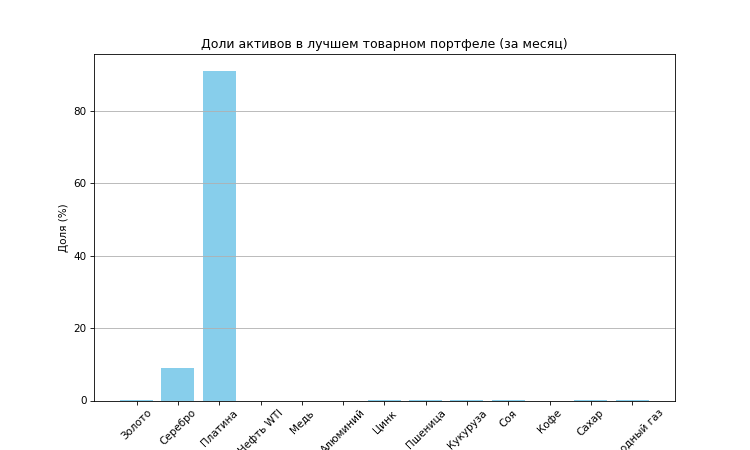 Доли активов в лучшем товарном портфеле (за месяц)
Доля (%)
80
60
40
20
0
Золото
Серебро
Платина
Нефть WTI
Медь
Алюминий
Цинк
Пшеница
Кукуруза
Соя
Кофе
Сахар
газ